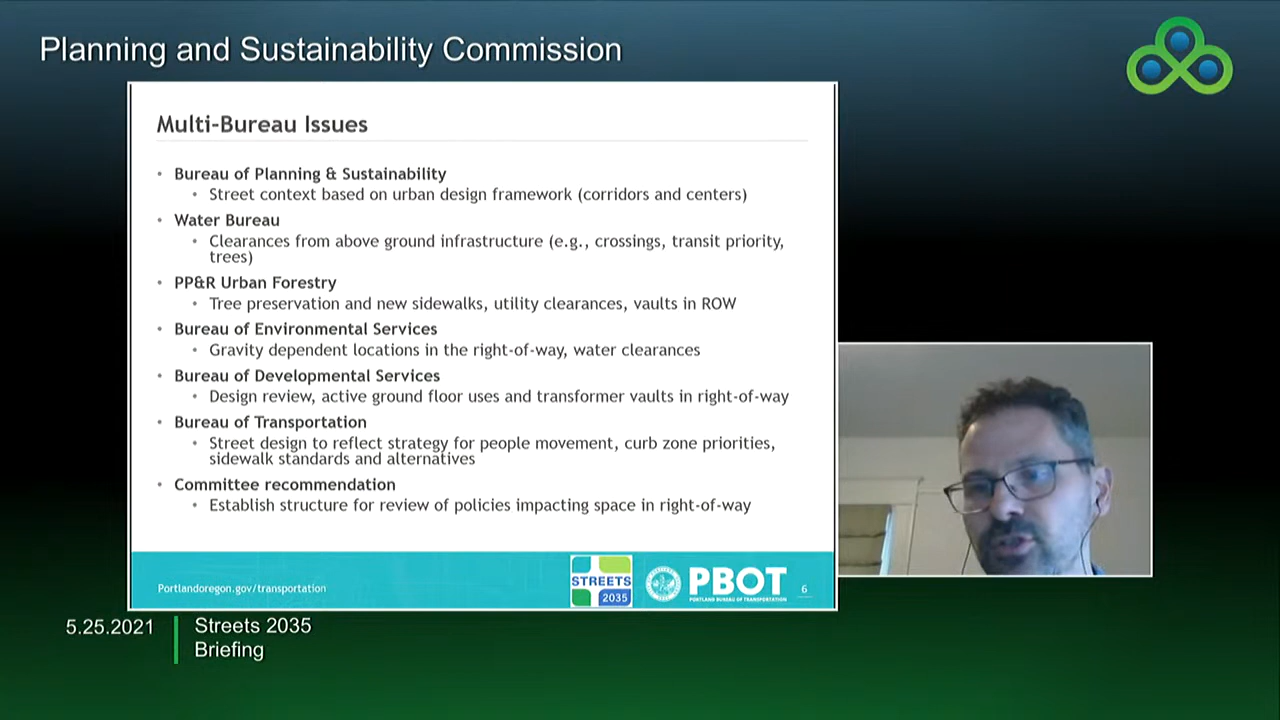 Planning and Sustainability Commission
Multi-Bureau Issues
• Bureau of Planning & Sustainability
• Street context based on urban design framework (corridors and centers)
• Water Bureau
• Clearances from above ground infrastructure (e.g., crossings, transit priority,
trees)
• PP&R Urban Forestry
• Tree preservation and new sidewalks, utility clearances, vaults in ROW
• Bureau of Environmental Services
• Gravity dependent locations in the right-of-way, water clearances
• Bureau of Developmental Services
• Design review, active ground floor uses and transformer vaults in right-of-way
• Bureau of Transportation
• Street design to reflect strategy for people movement, curb zone priorities,
sidewalk standards and alternatives
• Committee recommendation
• Establish structure for review of policies impacting space in right-of-way
Portlandoregon.gov/transportation
STREETS
2035
PBOT
PORTLAND BUREAU OF TRANSPORTATION
6
5.25.2021
Streets 2035
Briefing